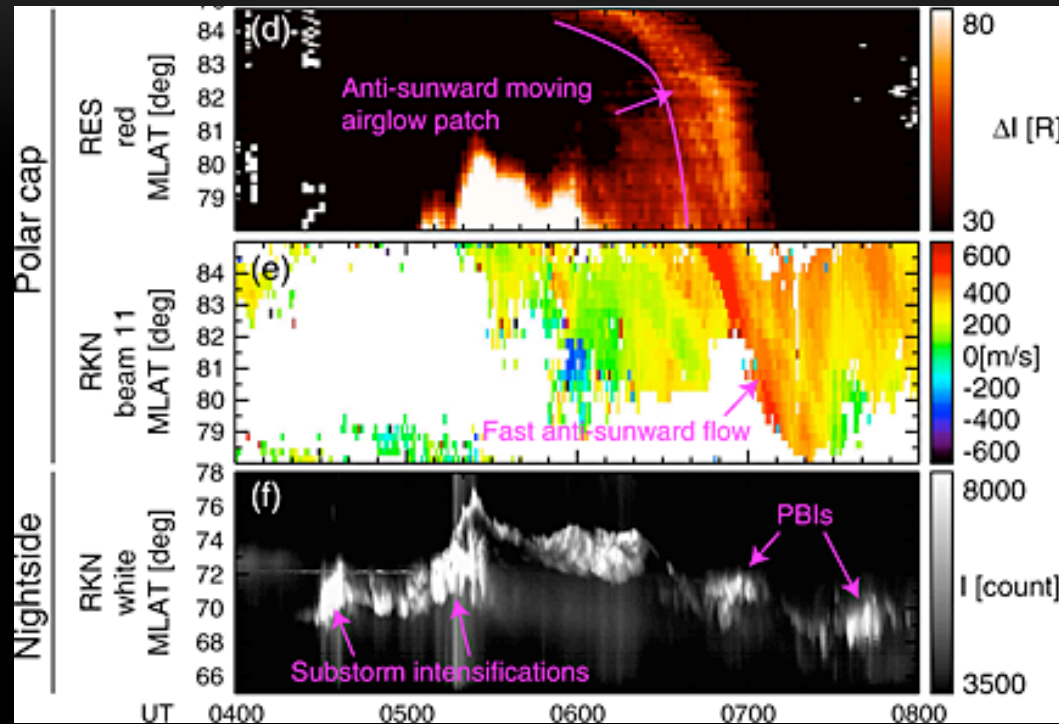 Polar cap
RES
red
MLAT [deg]
84
83
82
81
80
79
(d)
Anti-sunward moving
airglow patch
80
ΔI [R]
30
RKN
beam 11
MLAT [deg]
84
83
82
81
80
79
(e)
Fast anti-sunward flow
600
400
200
0[m/s]
-200
-400
-600
Nightside
RKN
white
MLAT [deg]
78
76
74
72
70
68
66
(f)
PBIs
Substorm intensifications
8000
I [count]
3500
UT 0400 0500 0600 0700 0800